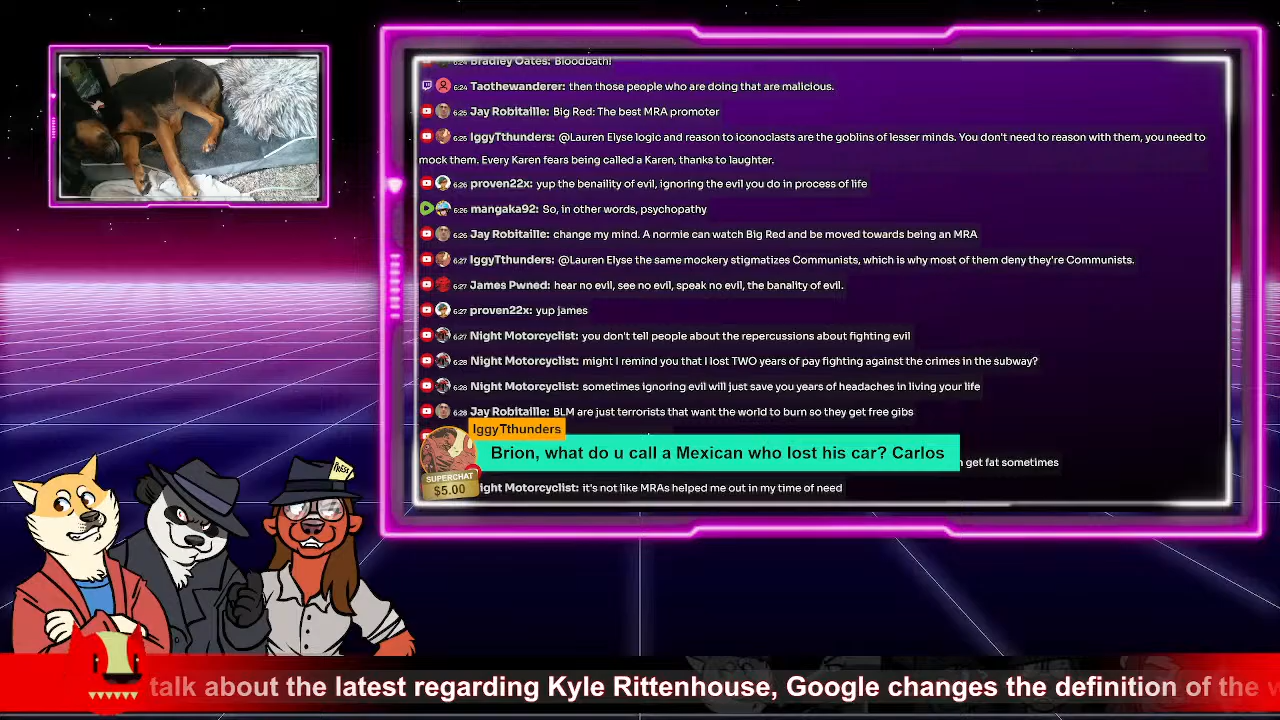 6:24 Bradley Oates: Bloodbath!
6:24 Taothewanderer: then those people who are doing that are malicious.
6:25 Jay Robitaille: Big Red: The best MRA promoter
6:25 IggyTthunders: @Lauren Elyse logic and reason to iconoclasts are the goblins of lesser minds. You don't need to reason with them, you need to
mock them. Every Karen fears being called a Karen, thanks to laughter.
6:26 proven22x: yup the benaility of evil, ignoring the evil you do in process of life
6:26 mangaka92: So, in other words, psychopathy
6:26 Jay Robitaille: change my mind. A normie can watch Big Red and be moved towards being an MRA
6:27 IggyTthunders: @Lauren Elyse the same mockery stigmatizes Communists, which is why most of them deny they're Communists.
6:27 James Pwned: hear no evil, see no evil, speak no evil, the banality of evil.
6:27 proven22x: yup james
6:27 Night Motorcyclist: you don't tell people about the repercussions about fighting evil
6:28 Night Motorcyclist: might I remind you that I lost TWO years of pay fighting against the crimes in the subway?
6:28 Night Motorcyclist: sometimes ignoring evil will just save you years of headaches in living your life
6:28 Jay Robitaille: BLM are just terrorists that want the world to burn so they get free gibs
IggyTthunders
Brion, what do u call a Mexican who lost his car? Carlos
get fat sometimes
SUPERCHAT
$5.00
ight Motorcyclist: it's not like MRAs helped me out in my time of need
PRESS
talk about the latest regarding Kyle Rittenhouse, Google changes the definition of the